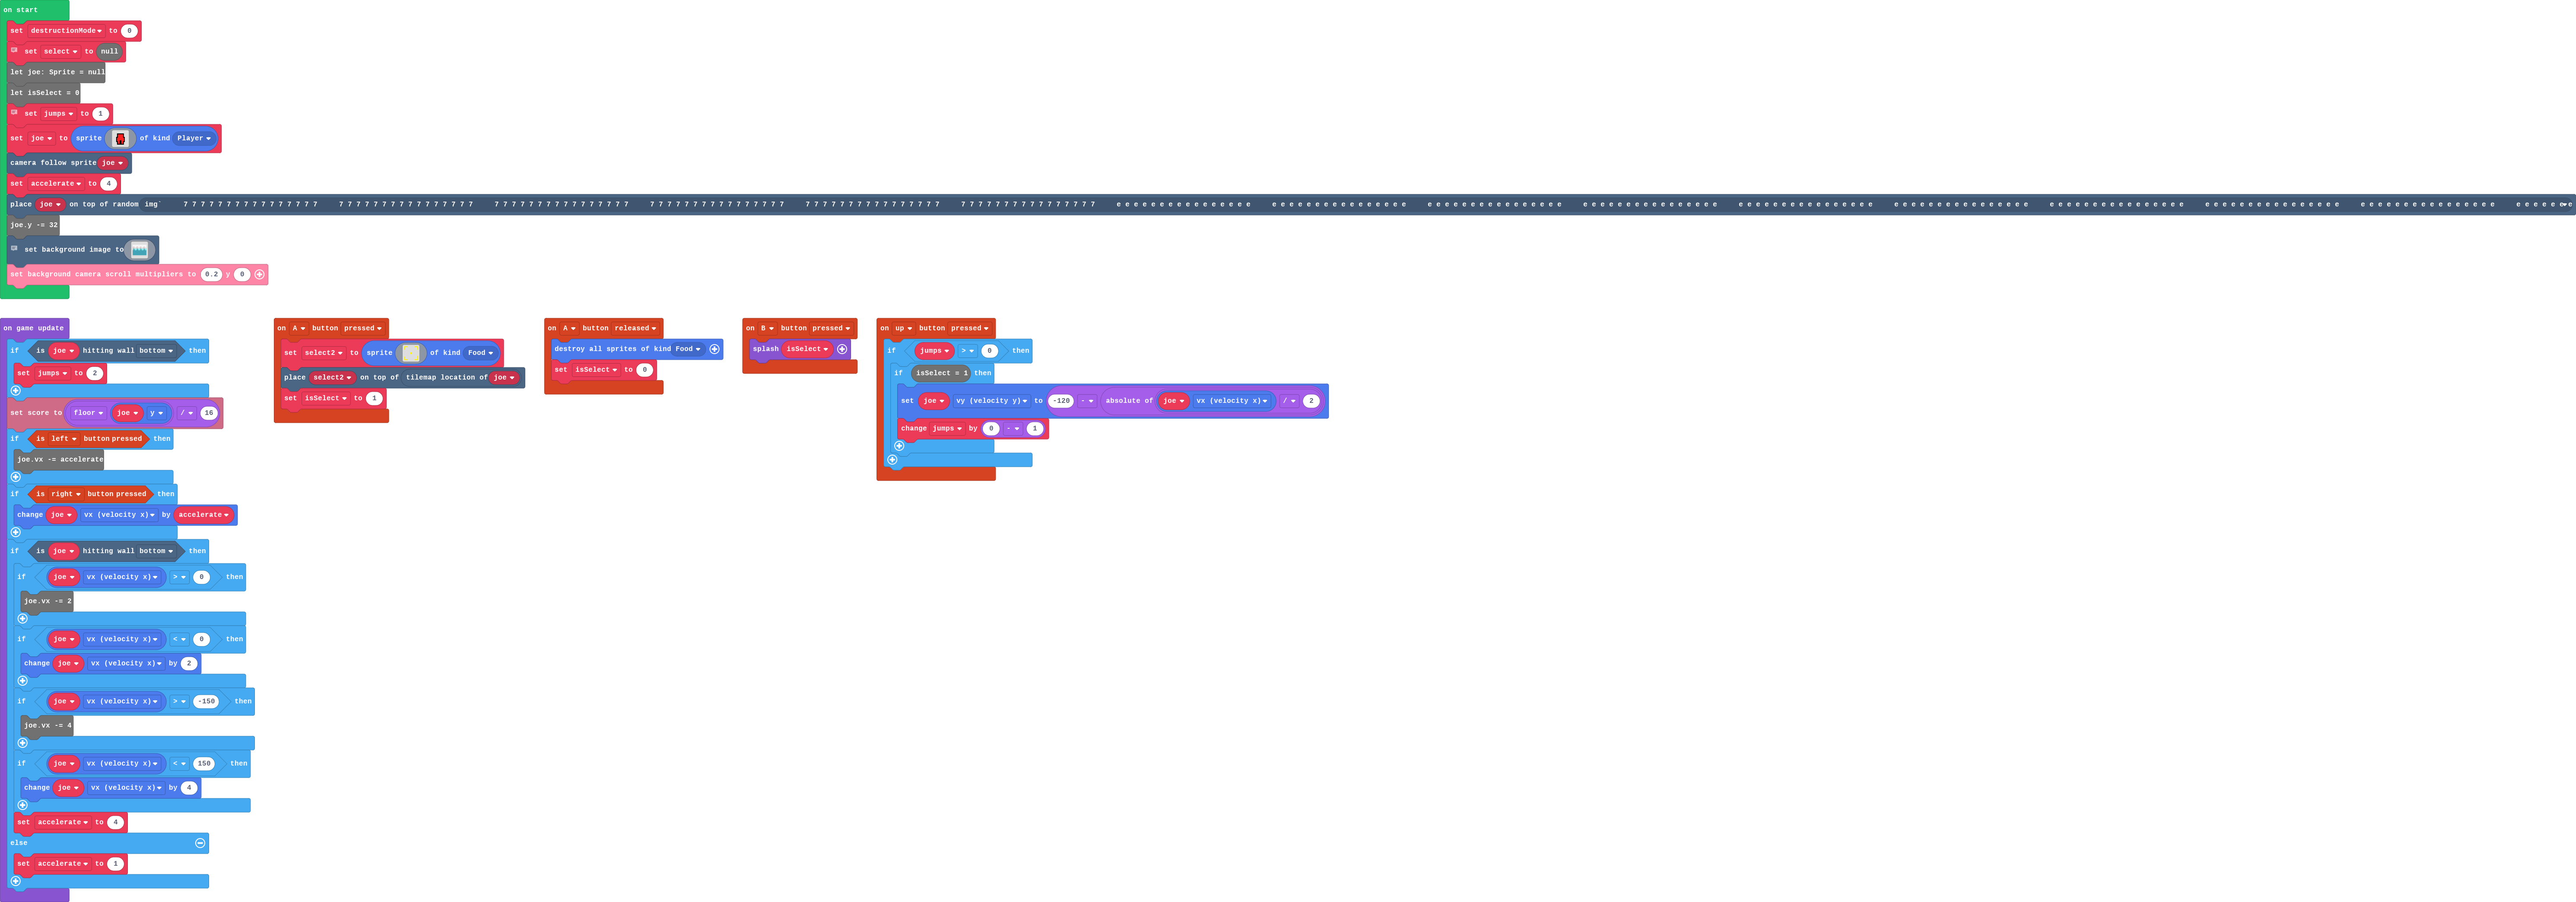 on start
set destructionMode to 0
set select to null
let joe: Sprite = null
let isSelect = 0
set jumps to 1
set joe to sprite of kind Player
camera follow sprite joe
set accelerate to 4
place joe on top of random img` 7 7 7 7 7 7 7 7 7 7 7 7 7 7 7 7 7 7 7 7 7 7 7 7 7 7 7 7 7 7 7 7 7 7 7 7 7 7 7 7 7 7 7 7 7 7 7 7 7 7 7 7 7 7 7 7 7 7 7 7 7 7 7 7 7 7 7 7 7 7 7 7 7 7 7 7 7 7 7 7 7 7 7 7 7 7 7 7 7 7 7 7 7 7 7 7 e e e e e e e e e e e e e e e e e e e e e e e e e e e e e e e e e e e e e e e e e e e e e e e e e e e e e e e e e e e e e e e e e e e e e e e e e e e e e e e e e e e e e e e e e e e e e e e e e e e e e e e e e e e e e e e e e e e e e e e e e e e e e e e e e e e e e e e e e e e e e e e e e e e e e e e
joe.y -= 32
set background image to
set background camera scroll multipliers to 0.2 y 0
on game update
if is joe hitting wall bottom then
set jumps to 2
set score to floor joe y / 16
if is left button pressed then
joe.vx -= accelerate
if is right button pressed then
change joe vx (velocity x) by accelerate
if is joe hitting wall bottom then
if joe vx (velocity x) > 0 then
joe.vx -= 2
if joe vx (velocity x) < 0 then
change joe vx (velocity x) by 2
if joe vx (velocity x) > -150 then
joe.vx -= 4
if joe vx (velocity x) < 150 then
change joe vx (velocity x) by 4
set accelerate to 4
else
set accelerate to 1
on A button pressed
set select2 to sprite of kind Food
place select2 on top of tilemap location of joe
set isSelect to 1
on A button released
destroy all sprites of kind Food
set isSelect to 0
on B button pressed
splash isSelect
on up button pressed
if jumps > 0 then
if isSelect = 1 then
set joe vy (velocity y) to -120 - absolute of joe vx (velocity x) / 2
change jumps by 0 - 1